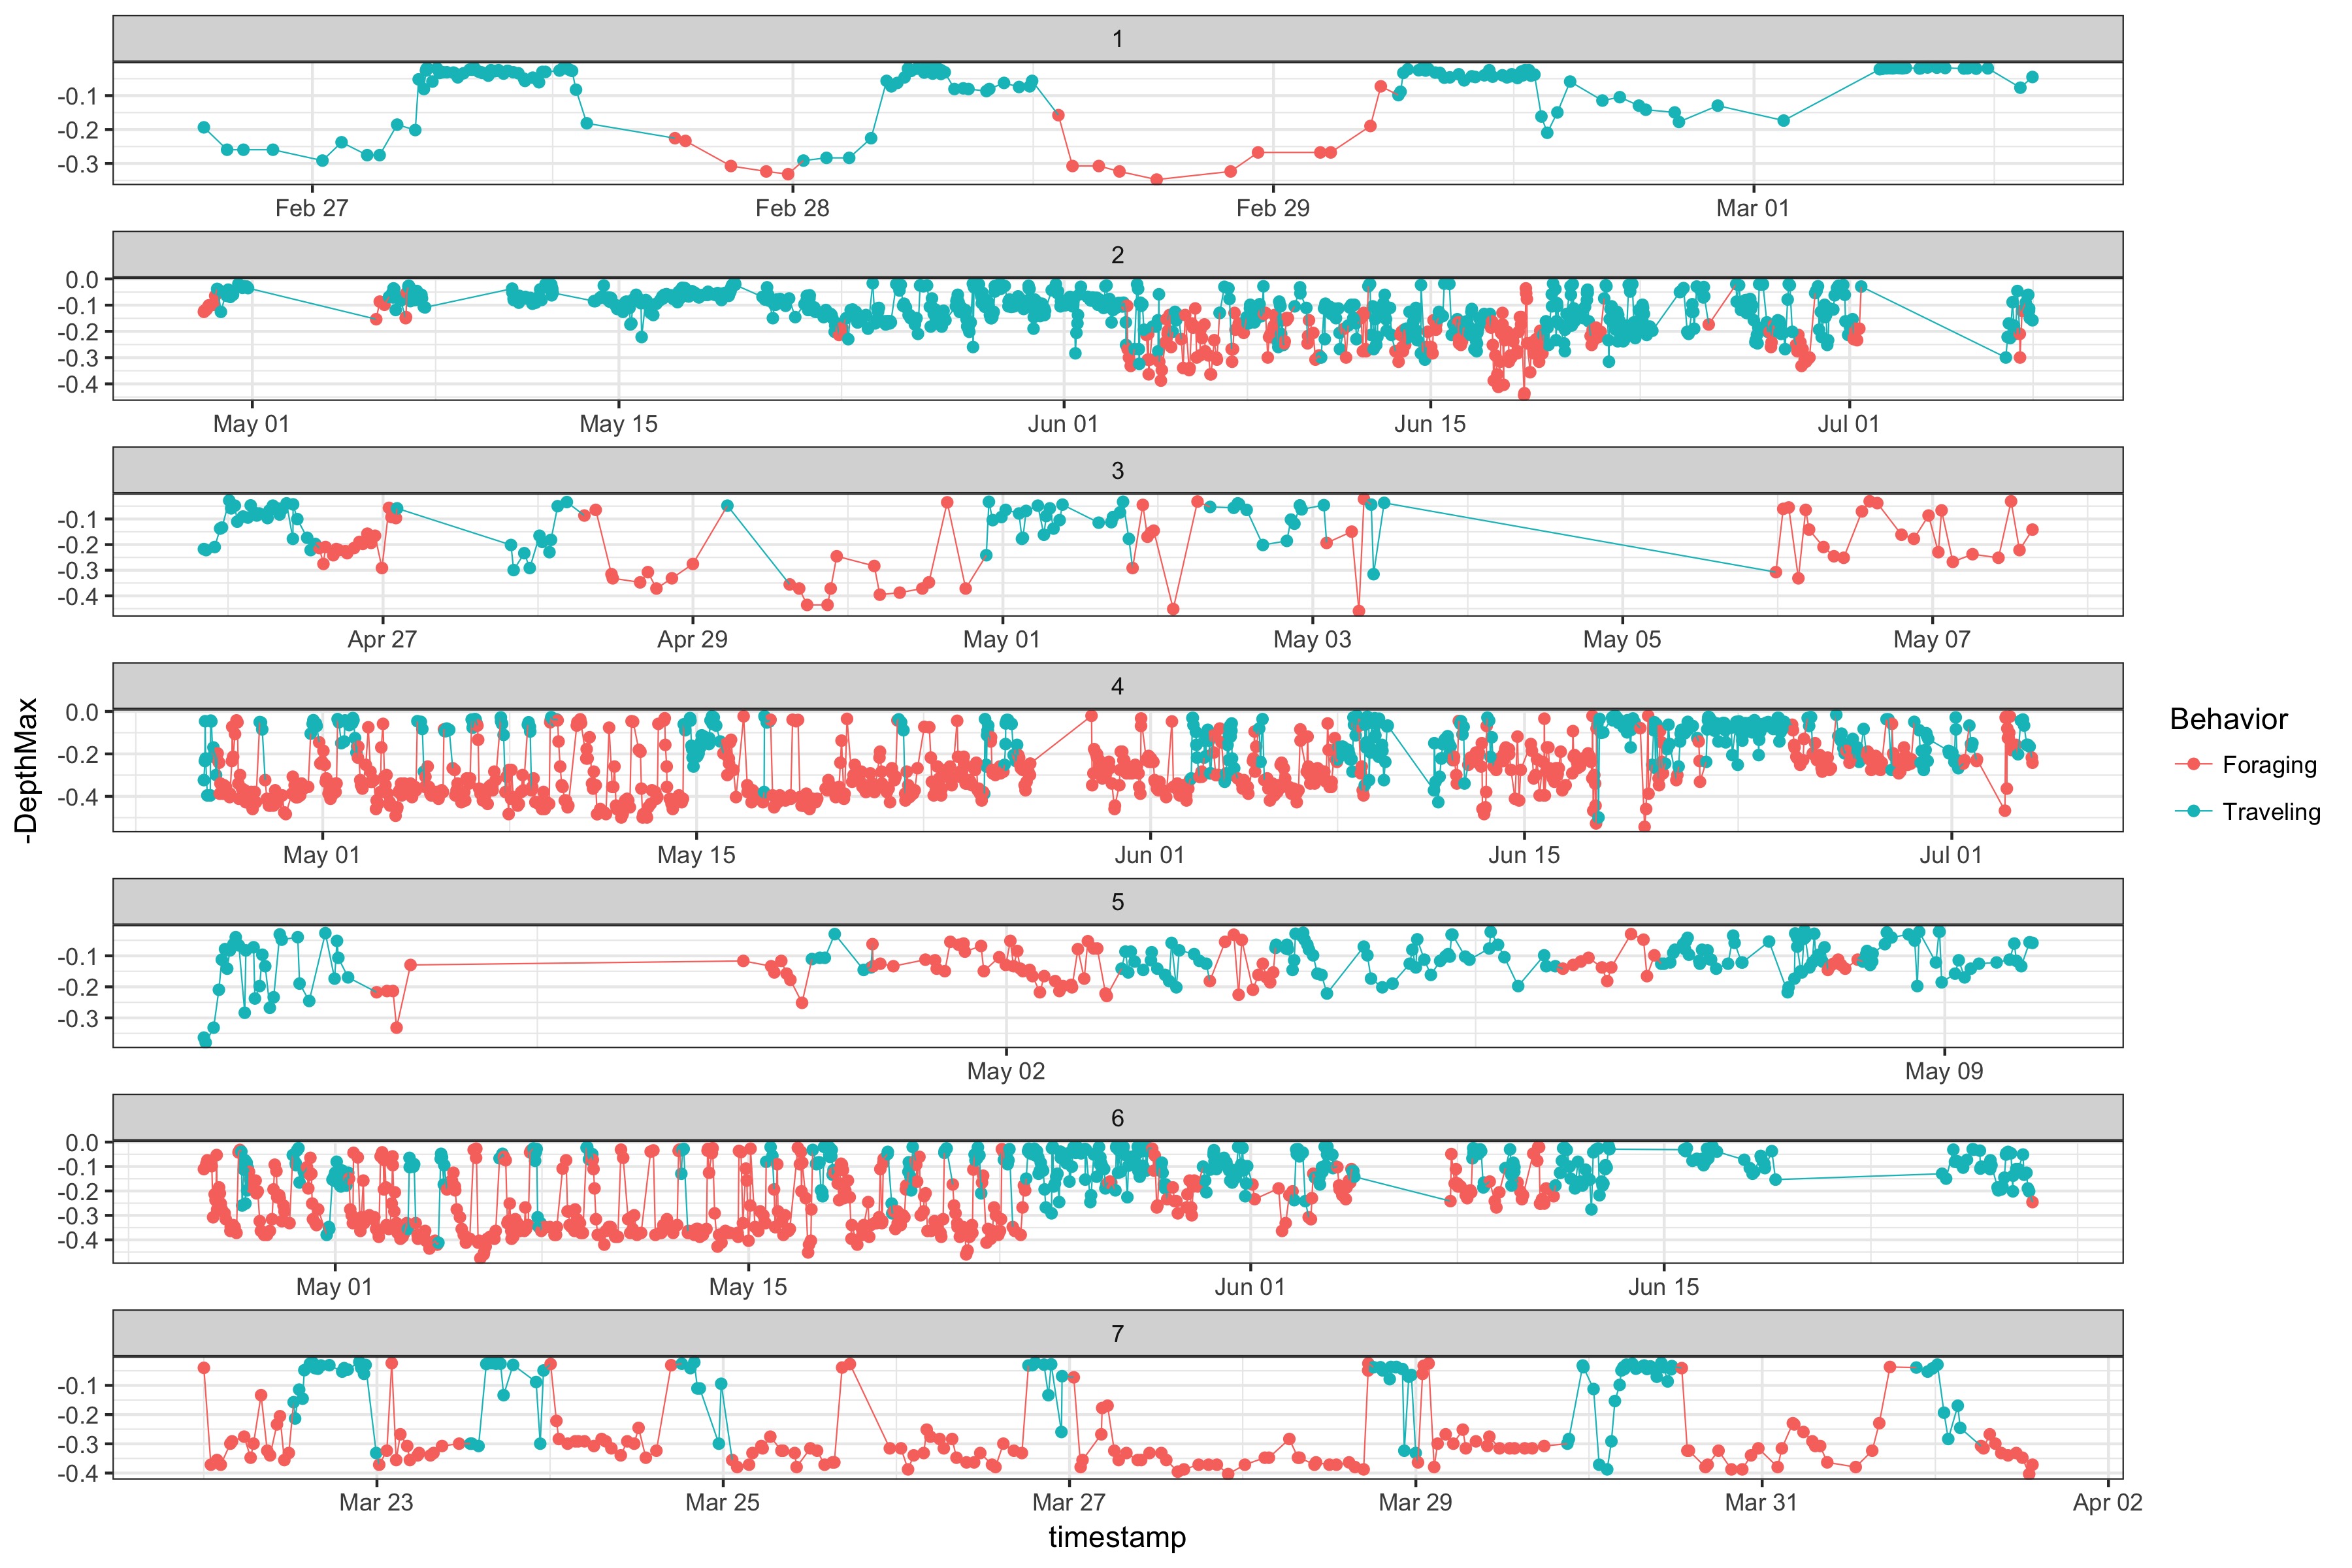 1
-0.1
-0.2
-0.3
Feb 27 Feb 28 Feb 29 Mar 01
2
0.0
-0.1
-0.2
-0.3
-0.4
May 01 May 15 Jun 01 Jun 15 Jul 01
3
-0.1
-0.2
-0.3
-0.4
Apr 27 Apr 29 May 01 May 03 May 05 May 07
4
0.0
-0.2
-0.4
May 01 May 15 Jun 01 Jun 15 Jul 01
5
-0.1
-0.2
-0.3
May 02 May 09
6
0.0
-0.1
-0.2
-0.3
-0.4
May 01 May 15 Jun 01 Jun 15
7
-0.1
-0.2
-0.3
-0.4
Mar 23 Mar 25 Mar 27 Mar 29 Mar 31 Apr 02
timestamp
-DepthMax
Behavior
Foraging
Traveling